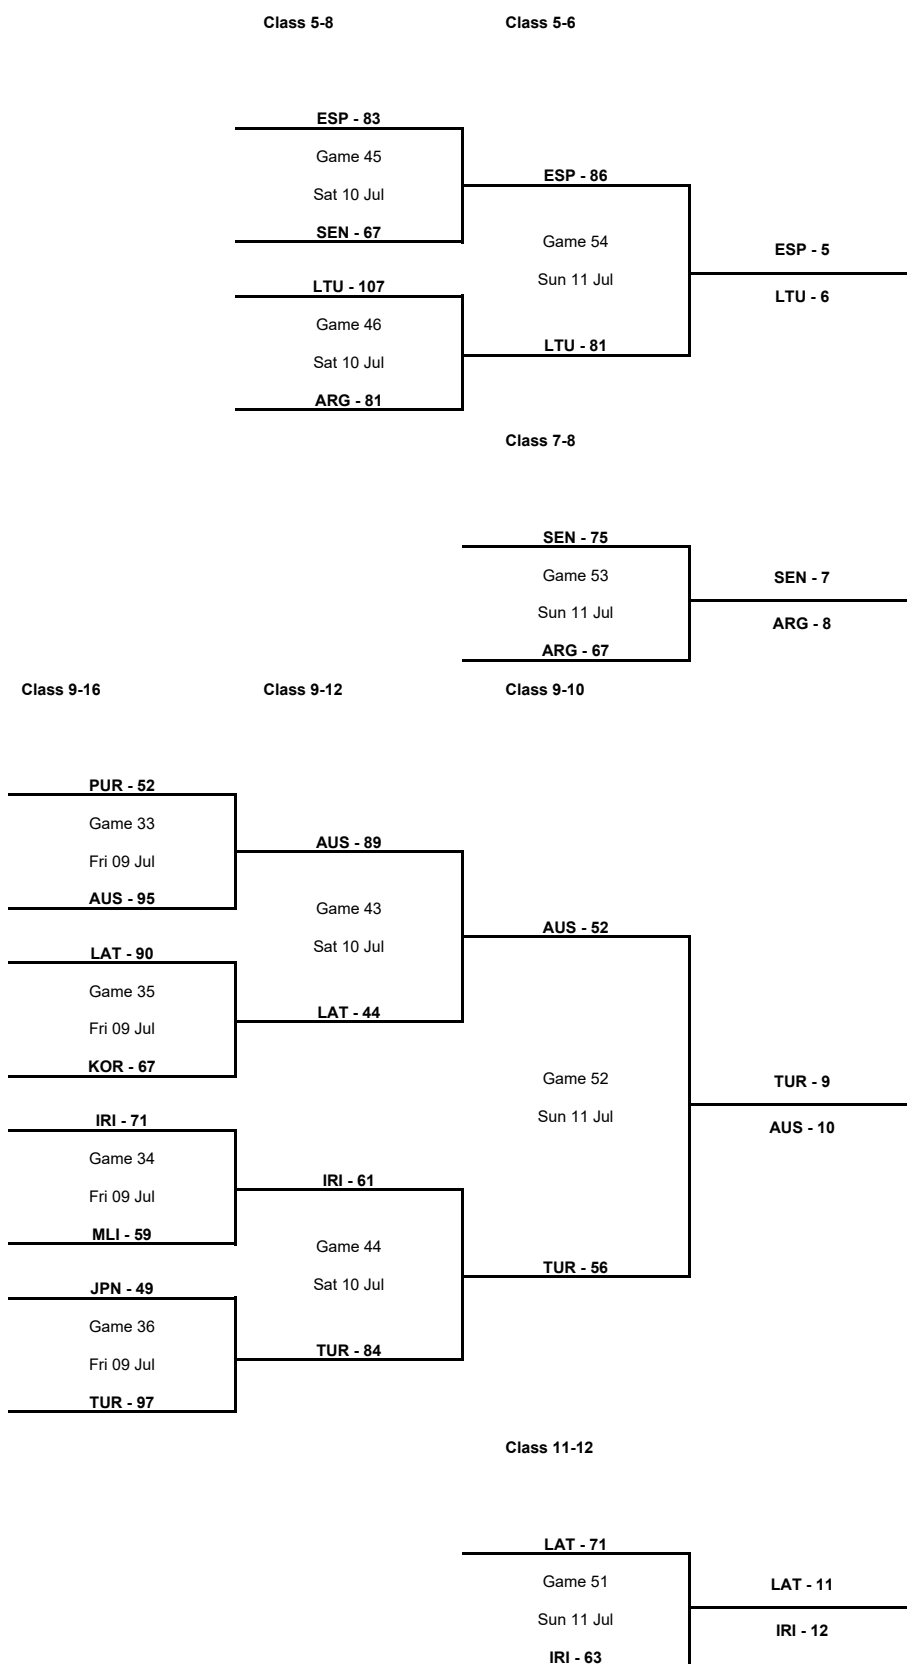 Class 5-8
Class 5-6
ESP - 83
Game 45
Sat 10 Jul
SEN - 67
ESP - 86
Game 54
Sun 11 Jul
LTU - 81
ESP - 5
LTU - 6
LTU - 107
Game 46
Sat 10 Jul
ARG - 81
Class 7-8
SEN - 75
Game 53
Sun 11 Jul
ARG - 67
SEN - 7
ARG - 8
Class 9-16
Class 9-12
Class 9-10
PUR - 52
Game 33
Fri 09 Jul
AUS - 95
LAT - 90
Game 35
Fri 09 Jul
KOR - 67
IRI - 71
Game 34
Fri 09 Jul
MLI - 59
JPN - 49
Game 36
Fri 09 Jul
TUR - 97
AUS - 89
Game 43
Sat 10 Jul
LAT - 44
IRI - 61
Game 44
Sat 10 Jul
TUR - 84
AUS - 52
Game 52
Sun 11 Jul
TUR - 56
TUR - 9
AUS - 10
Class 11-12
LAT - 71
Game 51
Sun 11 Jul
IRI - 63
LAT - 11
IRI - 12